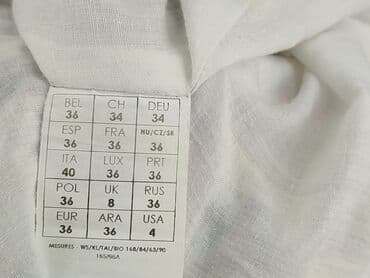 BEL CH DEU
36 34 34
ESP FRA HU/CZ/SK
36 36 36
ITA LUX PRT
40 36 36
POL UK RUS
36 8 36
EUR ARA USA
36 36 4
MESURES - WS/KL/TAL/BIO 168/84/63/90
165/66A